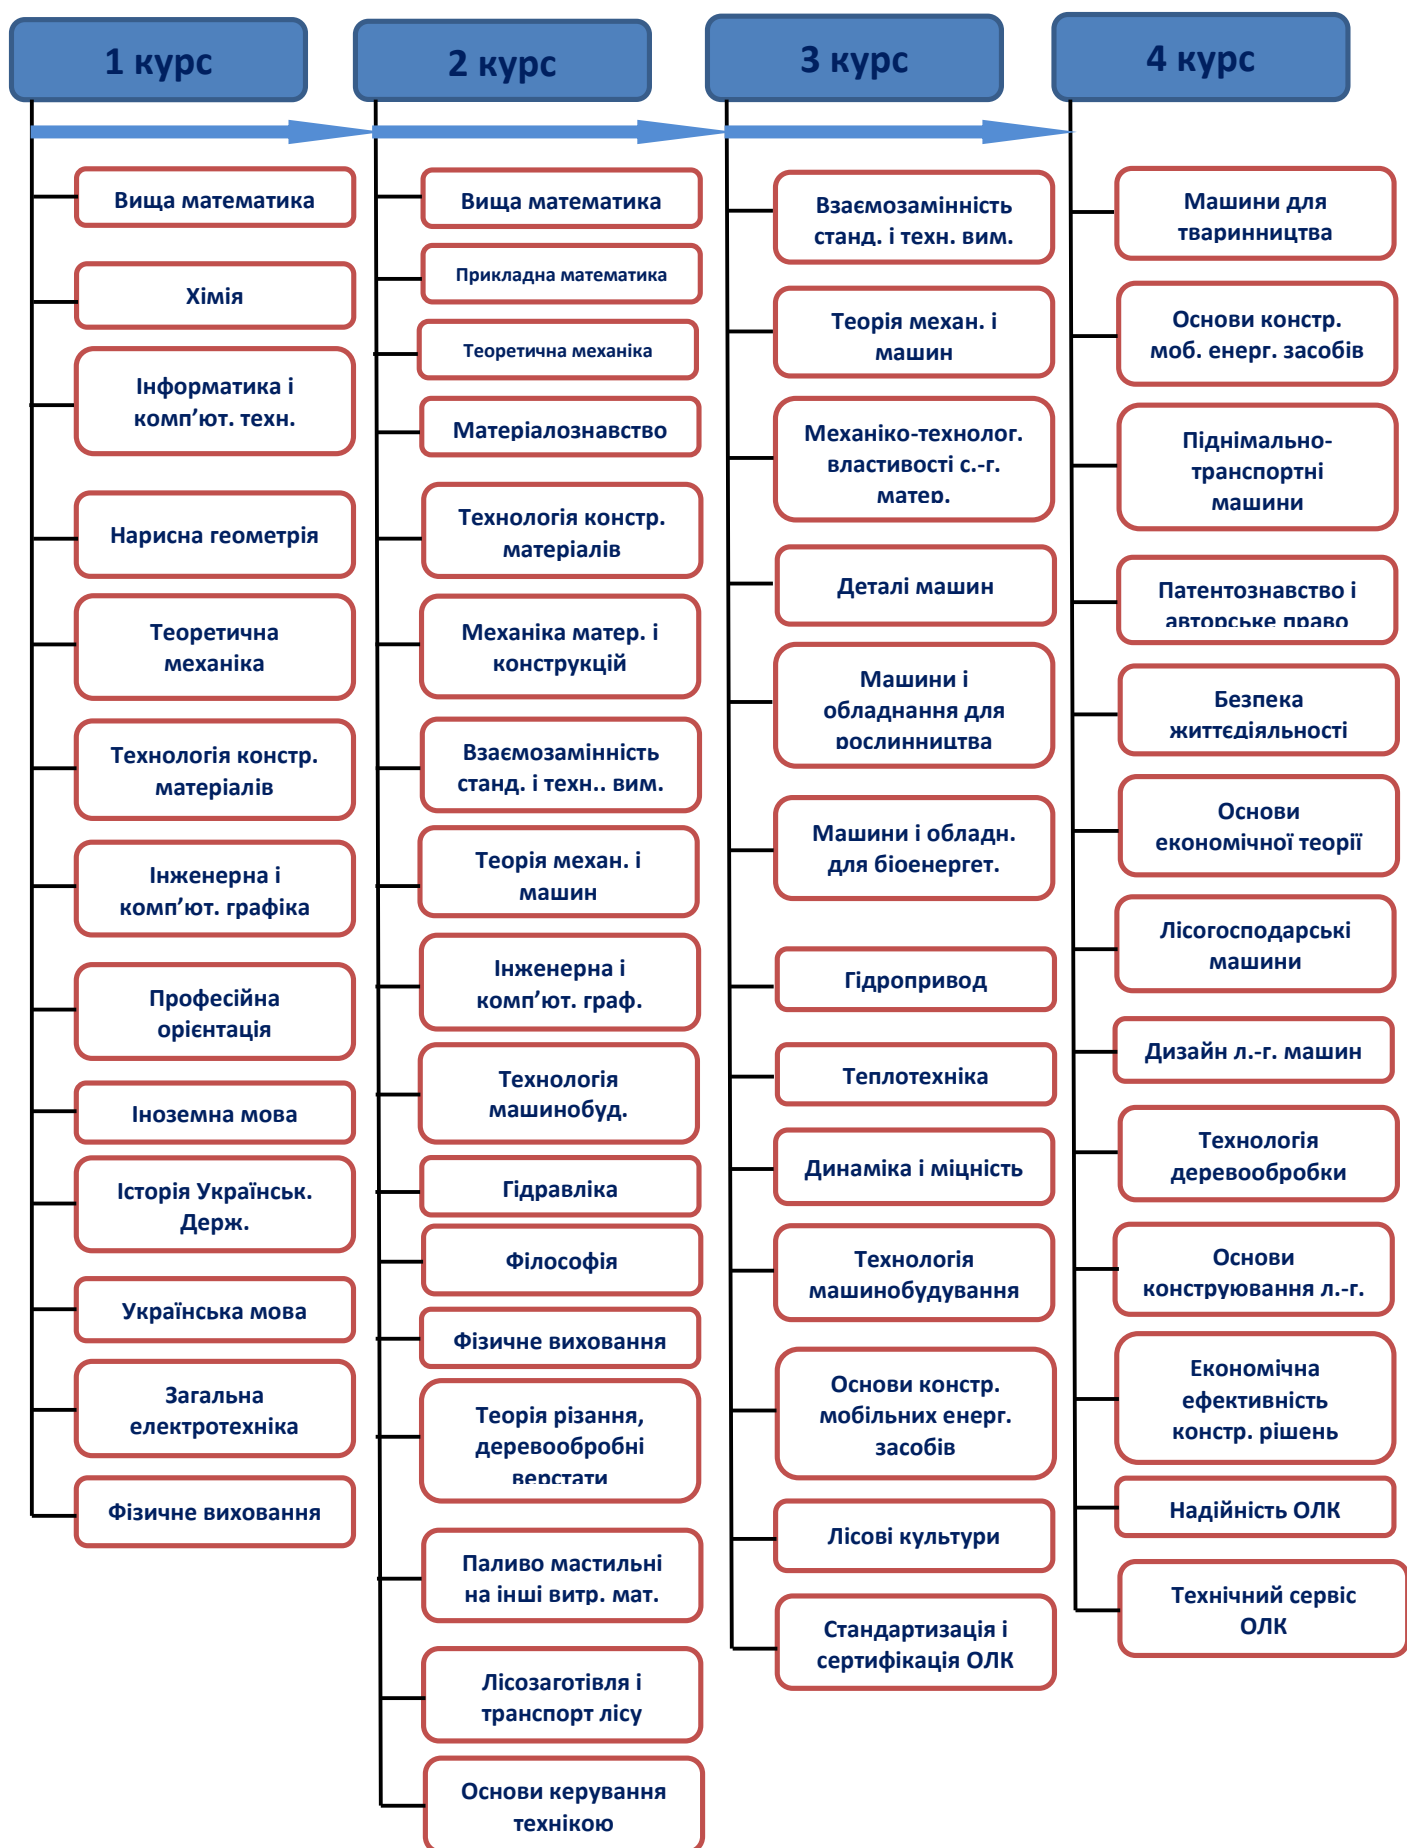 1 курс
Вища математика
Хімія
Інформатика і
комп’ют. техн.
Нарисна геометрія
Теоретична
механіка
Технологія констр.
матеріалів
Інженерна і
комп’ют. графіка
Професійна
орієнтація
Іноземна мова
Історія Українськ.
Держ.
Українська мова
Загальна
електротехніка
Фізичне виховання
2 курс
Вища математика
Прикладна математика
Теоретична механіка
Матеріалознавство
Технологія констр.
матеріалів
Механіка матер. і
конструкцій
Взаємозамінність
станд. і техн.. вим.
Теорія механ. і
машин
Інженерна і
комп’ют. граф.
Технологія
машинобуд.
Гідравліка
Філософія
Фізичне виховання
Теорія різання,
деревообробні
верстати
Паливо мастильні
на інші витр. мат.
Лісозаготівля і
транспорт лісу
Основи керування
технікою
3 курс
Взаємозамінність
станд. і техн. вим.
Теорія механ. і
машин
Механіко-технолог.
властивості с.-г.
матер.
Деталі машин
Машини і
обладнання для
рослинництва
Машини і обладн.
для біоенергет.
Гідропривод
Теплотехніка
Динаміка і міцність
Технологія
машинобудування
Основи констр.
мобільних енерг.
засобів
Лісові культури
Стандартизація і
сертифікація ОЛК
4 курс
Машини для
тваринництва
Основи констр.
моб. енерг. засобів
Піднімально-
транспортні
машини
Патентознавство і
авторське право
Безпека
життєдіяльності
Основи
економічної теорії
Лісогосподарські
машини
Дизайн л.-г. машин
Технологія
деревообробки
Основи
конструювання л.-г.
Економічна
ефективність
констр. рішень
Надійність ОЛК
Технічний сервіс
ОЛК